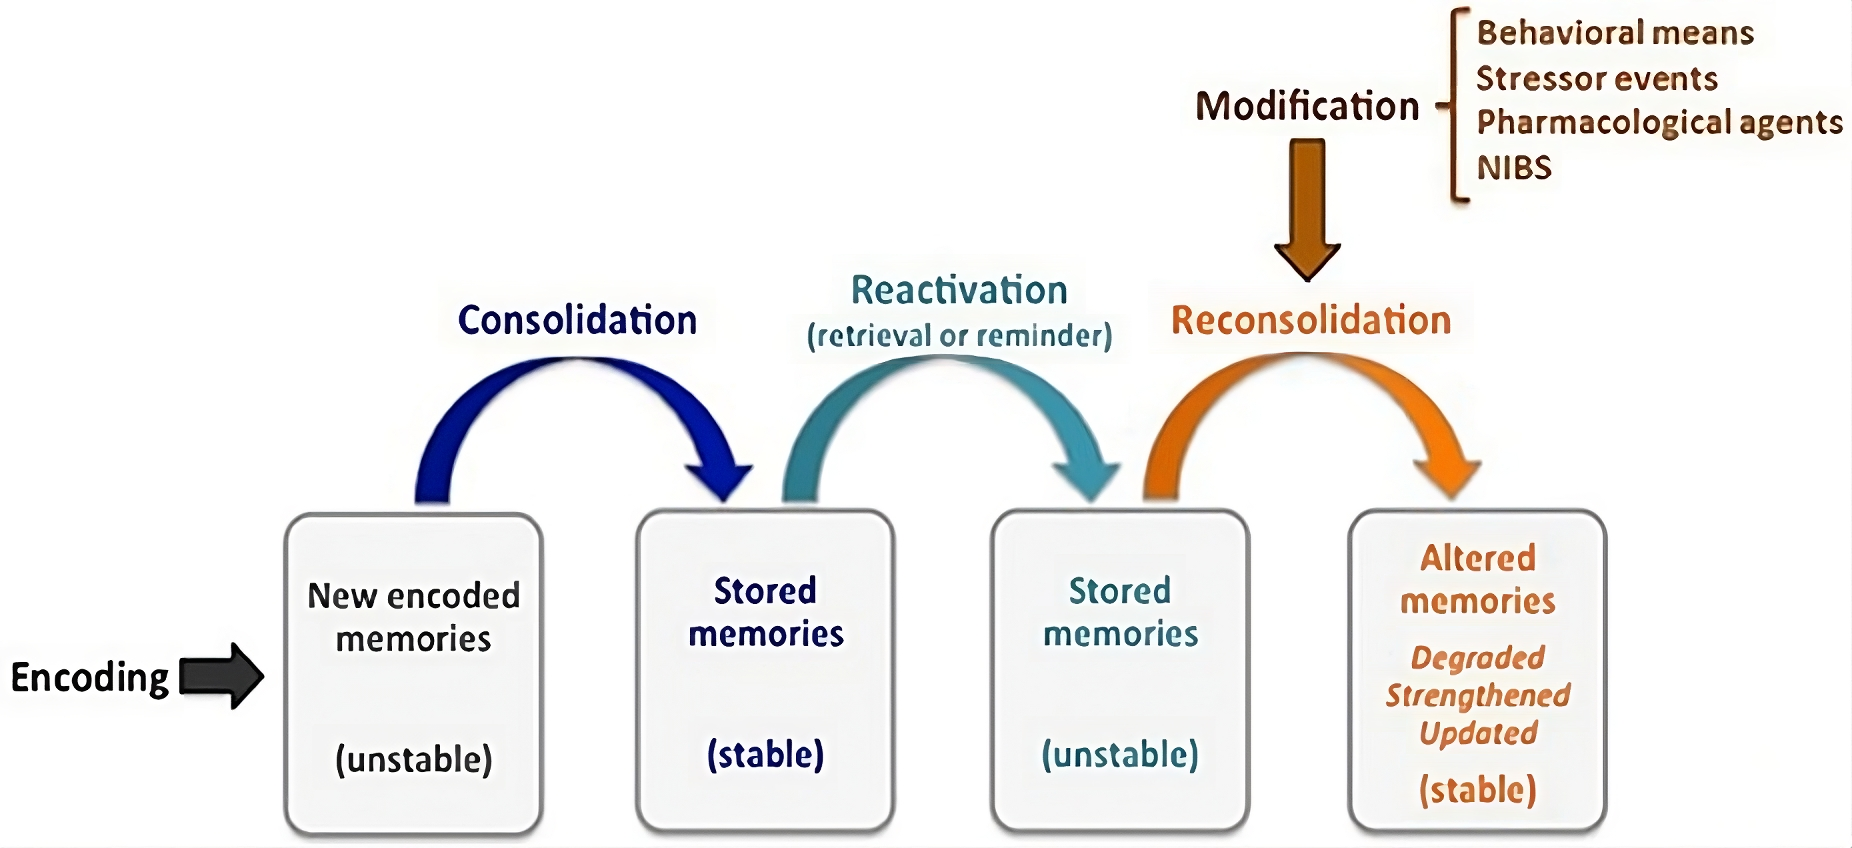 Behavioral means
Stressor events
Modification
Pharmacological agents
NIBS
Consolidation
Reactivation
(retrieval or reminder)
Reconsolidation
Encoding
New encoded
memories
(unstable)
Stored
memories
(stable)
Stored
memories
(unstable)
Altered
memories
Degraded
Strengthened
Updated
(stable)